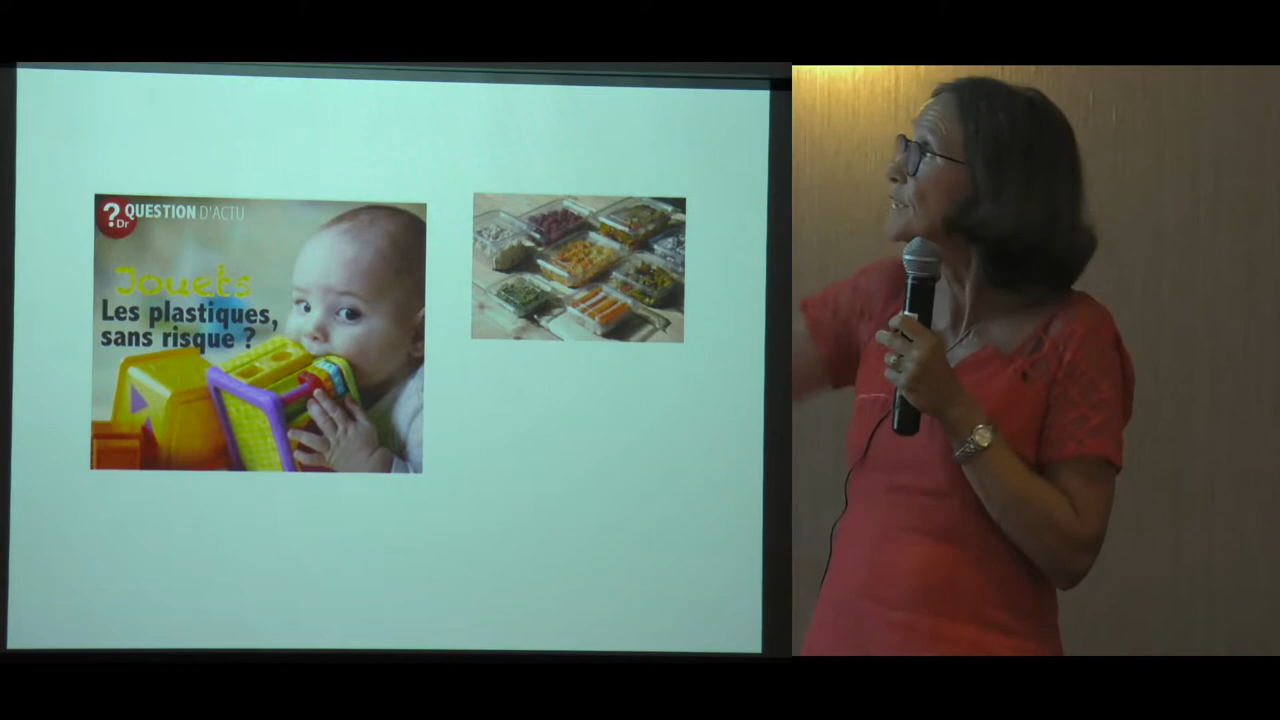 ?
Dr
QUESTION D'ACTU
Jouets
Les plastiques,
sans risque ?